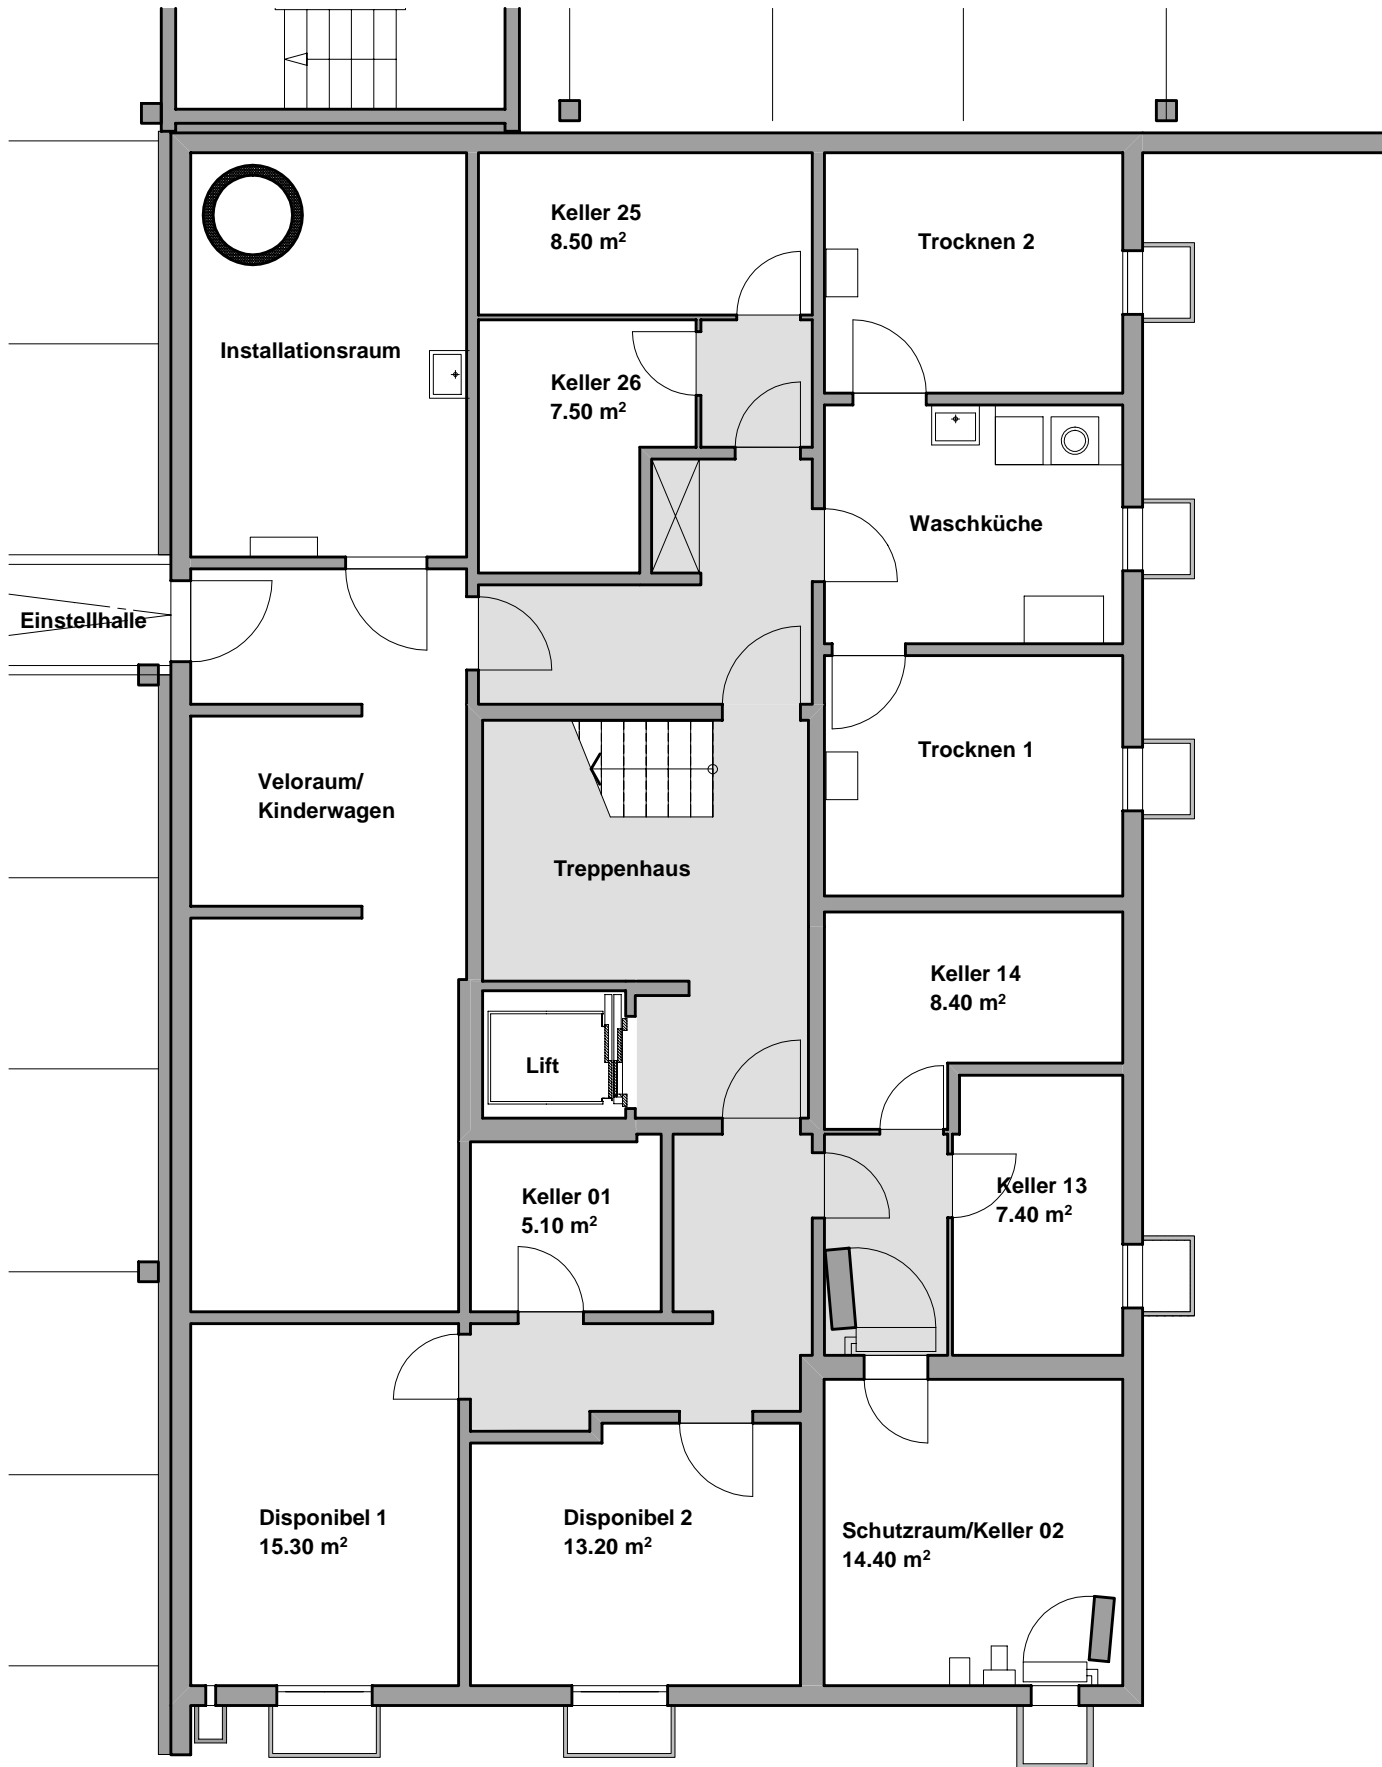 Keller 25
8.50 m²
Trocknen 2
Installationsraum
Keller 26
7.50 m²
Waschküche
Einstellhalle
Trocknen 1
Veloraum/
Kinderwagen
Treppenhaus
Keller 14
8.40 m²
Lift
Keller 01
5.10 m²
Keller 13
7.40 m²
Disponibel 1
15.30 m²
Disponibel 2
13.20 m²
Schutzraum/Keller 02
14.40 m²